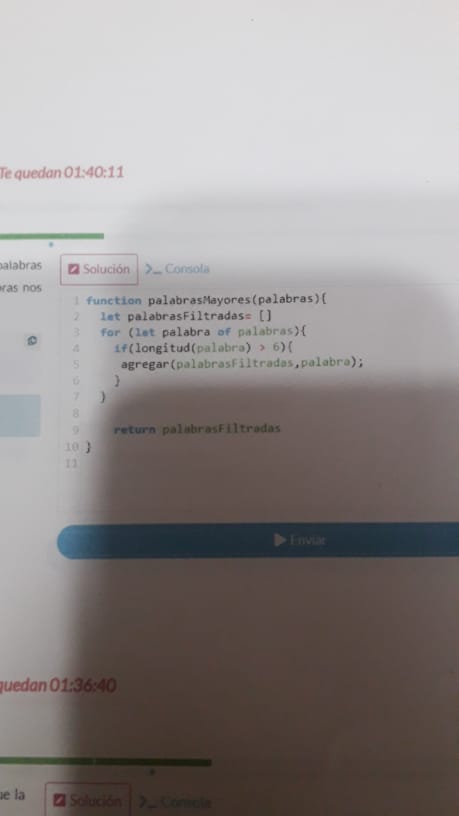 Te quedan 01:40:11
palabras
Solución
Consola
ras nos
1 function palabrasMayores(palabras){
2 let palabrasFiltradas= []
3 for (let palabra of palabras){
4 if(longitud(palabra) > 6){
5 agregar(palabrasFiltradas,palabra);
6 }
7 }
8
9 return palabrasFiltradas
10 }
11
Enviar
quedan 01:36:40
ue la
Solución
Consola